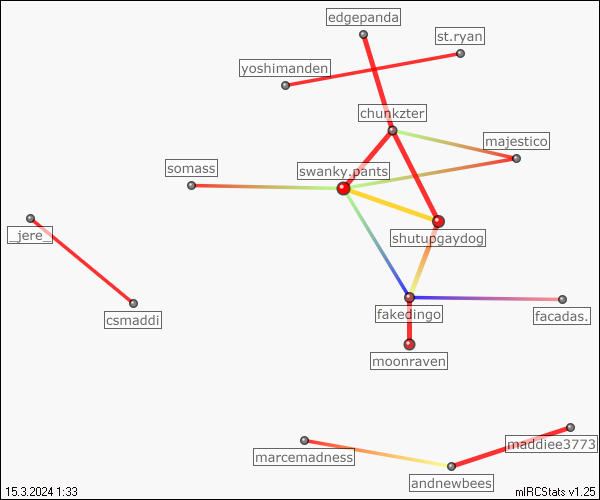 edgepanda
st.ryan
yoshimanden
chunkzter
majestico
somass
swanky.pants
_jere_
shutupgaydog
csmaddi
fakedingo
facadas.
moonraven
maddiee3773
marcemadness
andnewbees
15.3.2024 1:33
mIRCStats v1.25